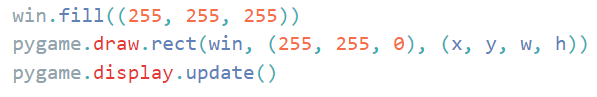 win.fill((255, 255, 255))
pygame.draw.rect(win, (255, 255, 0), (x, y, w, h))
pygame.display.update()